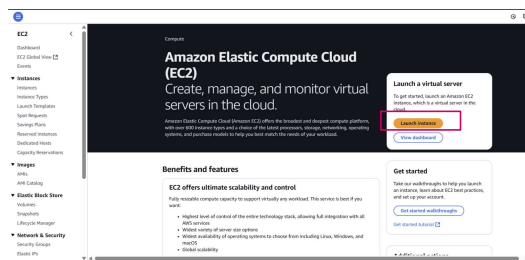 EC2
Dashboard
EC2 Global View
Events
Instances
Instances
Instance Types
Launch Templates
Spot Requests
Savings Plans
Reserved Instances
Dedicated Hosts
Capacity Reservations
Images
AMIs
AMI Catalog
Elastic Block Store
Volumes
Snapshots
Lifecycle Manager
Network & Security
Security Groups
Elastic IPs
Compute
Amazon Elastic Compute Cloud
(EC2)
Create, manage, and monitor virtual
servers in the cloud.
Amazon Elastic Compute Cloud (Amazon EC2) offers the broadest and deepest compute platform,
with over 600 instance types and a choice of the latest processors, storage, networking, operating
systems, and purchase models to help you best match the needs of your workload.
Launch a virtual server
To get started, launch an Amazon EC2
instance, which is a virtual server in the
cloud.
Launch instance
View dashboard
Benefits and features
EC2 offers ultimate scalability and control
Fully resizable compute capacity to support virtually any workload. This service is best if you
want:
• Highest level of control of the entire technology stack, allowing full integration with all
AWS services
• Widest variety of server size options
• Widest availability of operating systems to choose from including Linux, Windows, and
macOS
• Global scalability
Get started
Take our walkthroughs to help you launch
an instance, learn about EC2 best practices,
and set up your account.
Get started walkthroughs
Get started tutorial
Additional actions